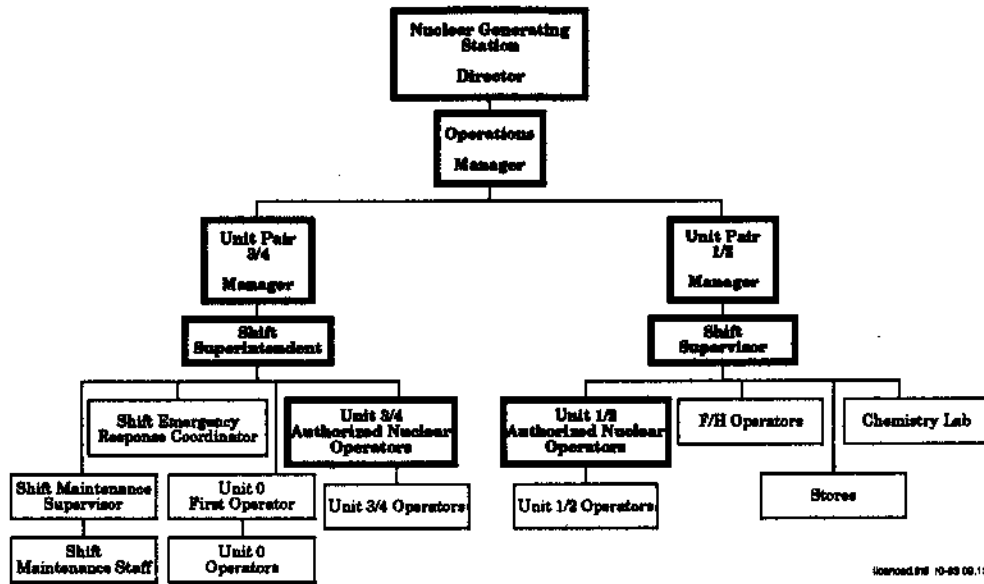 Nuclear Generating
Station
Director
Operations
Manager
Unit Pair
3/4
Manager
Unit Pair
1/2
Manager
Shift
Superintendent
Shift
Supervisor
Shift Emergency
Response Coordinator
Unit 3/4
Authorized Nuclear
Operators
Unit 1/2
Authorized Nuclear
Operators
F/H Operators
Chemistry Lab
Shift Maintenance
Supervisor
Unit 0
First Operator
Unit 3/4 Operators
Unit 1/2 Operators
Stores
Shift
Maintenance Staff
Unit 0
Operators